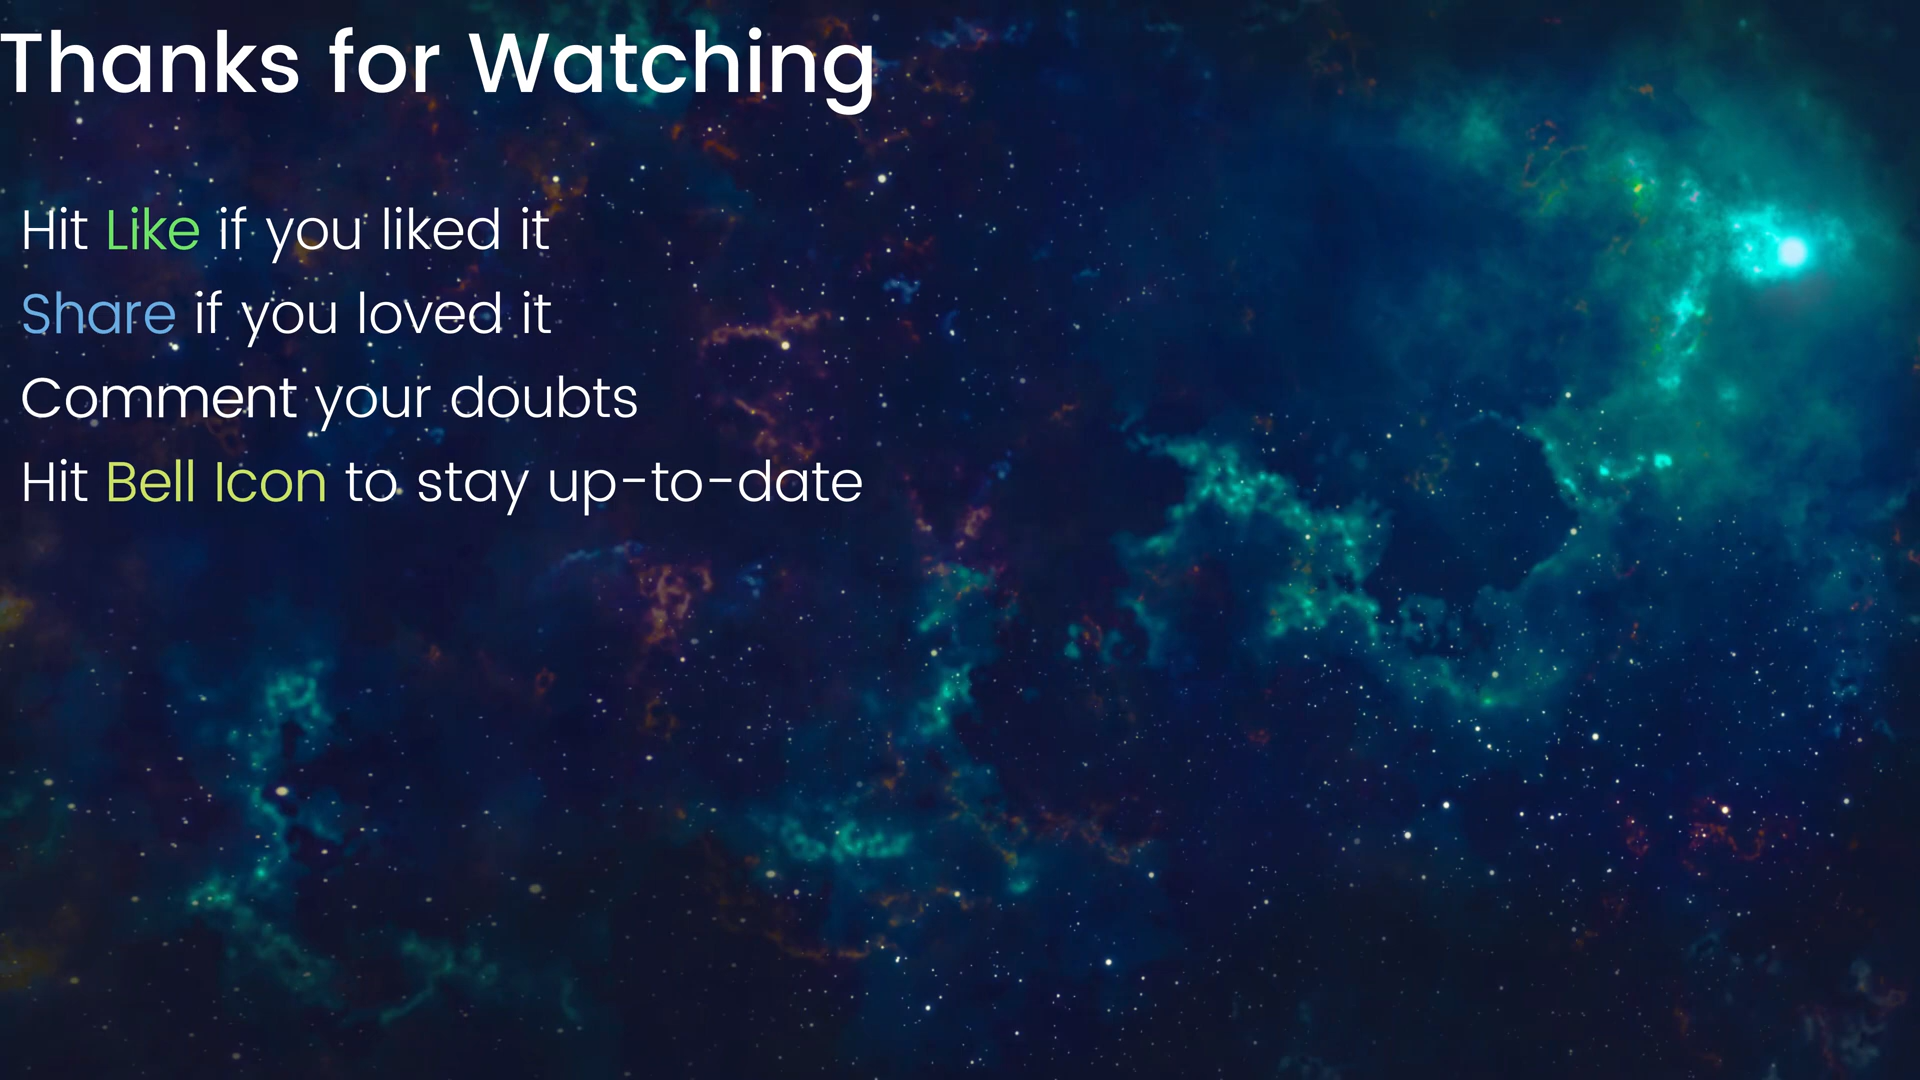 Thanks for Watching
Hit Like if you liked it
Share if you loved it
Comment your doubts
Hit Bell Icon to stay up-to-date